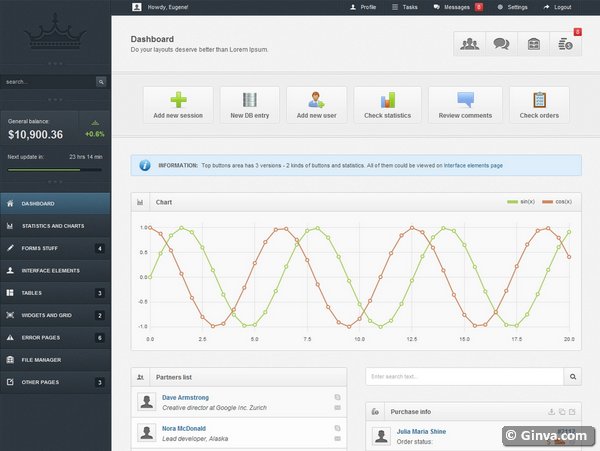 Howdy, Eugene!
Profile
Tasks
Messages 8
Settings
Logout
search...
General balance:
$10,900.36
+0.6%
Next update in: 23 hrs 14 min
DASHBOARD
STATISTICS AND CHARTS
FORMS STUFF 4
INTERFACE ELEMENTS
TABLES 3
WIDGETS AND GRID 2
ERROR PAGES 6
FILE MANAGER
OTHER PAGES 3
Dashboard
Do your layouts deserve better than Lorem Ipsum.
Add new session
New DB entry
Add new user
Check statistics
Review comments
Check orders
INFORMATION: Top buttons area has 3 versions - 2 kinds of buttons and statistics. All of them could be viewed on Interface elements page
Chart
sin(x) cos(x)
1.0
0.5
0.0
-0.5
-1.0
0.0 2.5 5.0 7.5 10.0 12.5 15.0 17.5 20.0
Partners list
Dave Armstrong
Creative director at Google Inc. Zurich
Nora McDonald
Lead developer, Alaska
Enter search text...
Purchase info
Julia Maria Shine
Order status:
© Ginva.com